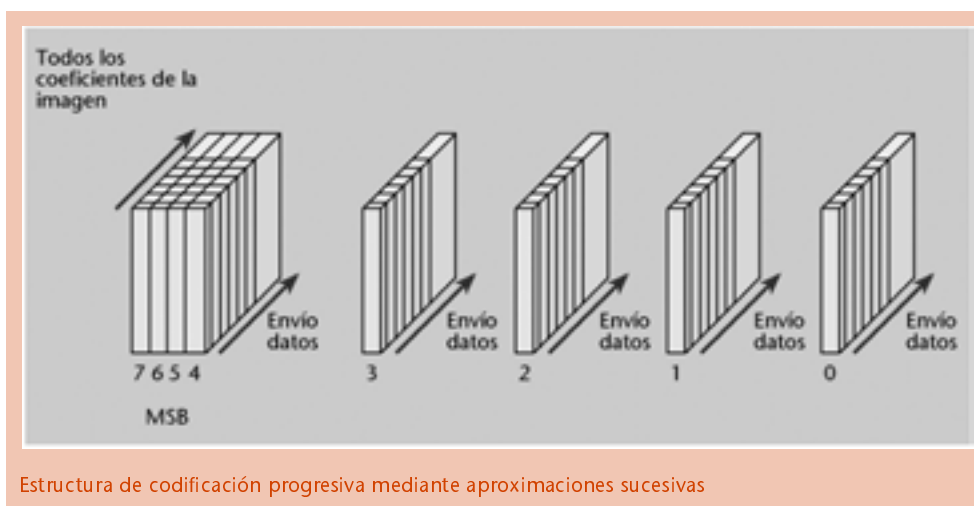 Todos los
coeficientes de la
imagen
Envío
datos
Envío
datos
Envío
datos
Envío
datos
Envío
datos
7 6 5 4
3
2
1
0
MSB
Estructura de codificación progresiva mediante aproximaciones sucesivas